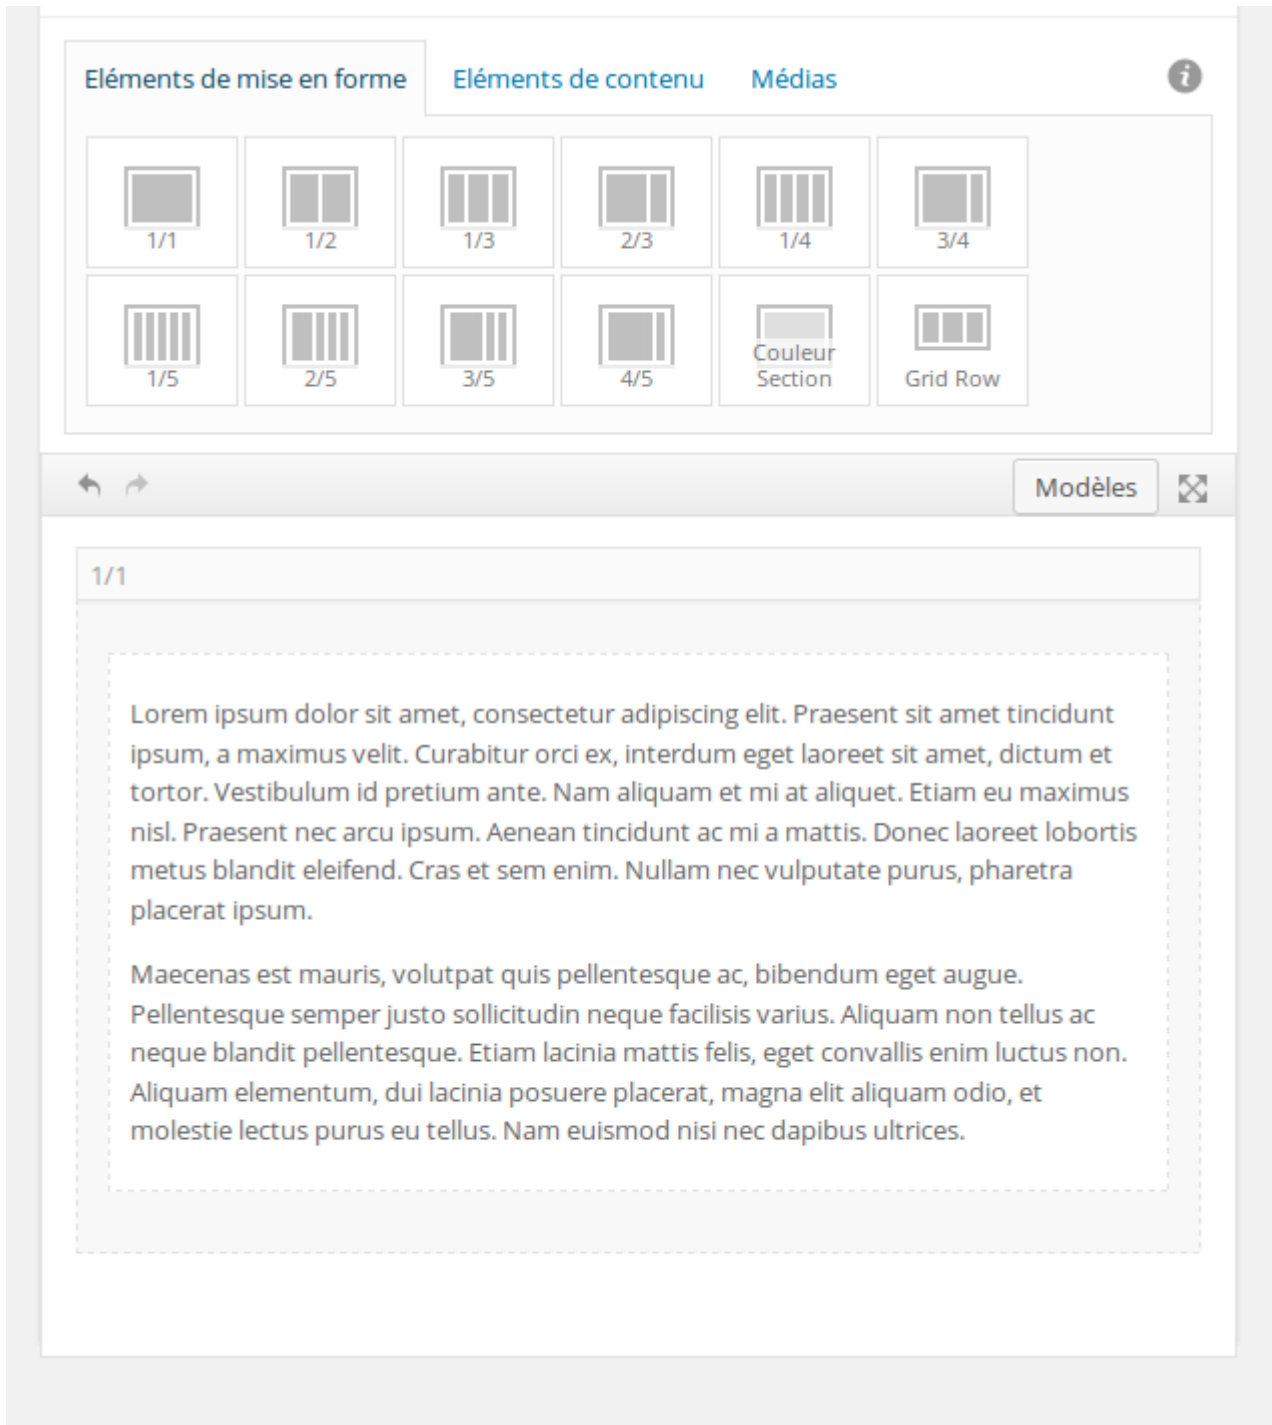 Eléments de mise en forme Eléments de contenu Médias
1/1 1/2 1/3 2/3 1/4 3/4
1/5 2/5 3/5 4/5 Couleur Section Grid Row
Modèles
1/1
Lorem ipsum dolor sit amet, consectetur adipiscing elit. Praesent sit amet tincidunt
ipsum, a maximus velit. Curabitur orci ex, interdum eget laoreet sit amet, dictum et
tortor. Vestibulum id pretium ante. Nam aliquam et mi at aliquet. Etiam eu maximus
nisl. Praesent nec arcu ipsum. Aenean tincidunt ac mi a mattis. Donec laoreet lobortis
metus blandit eleifend. Cras et sem enim. Nullam nec vulputate purus, pharetra
placerat ipsum.
Maecenas est mauris, volutpat quis pellentesque ac, bibendum eget augue.
Pellentesque semper justo sollicitudin neque facilisis varius. Aliquam non tellus ac
neque blandit pellentesque. Etiam lacinia mattis felis, eget convallis enim luctus non.
Aliquam elementum, dui lacinia posuere placerat, magna elit aliquam odio, et
molestie lectus purus eu tellus. Nam euismod nisi nec dapibus ultrices.